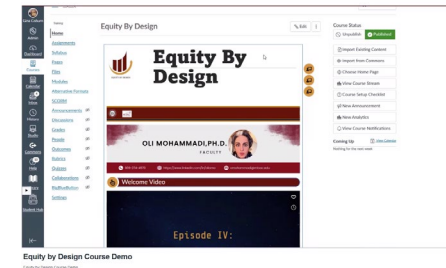 Equity By Design
Edit
Course Status
Unpublish
Published
Home
Assignments
Syllabus
Pages
Files
Modules
Alternative Formats
SCORM
Announcements
Discussions
Grades
People
Outcomes
Rubrics
Quizzes
Collaborations
BigBlueButton
Settings
Admin
Dashboard
Courses
Calendar
Inbox
History
Studio
Commons
Help
Student Hub
Equity By
Design
OLI MOHAMMADI, PH.D.
FACULTY
Welcome Video
Episode IV:
Import Existing Content
Import from Commons
Choose Home Page
View Course Stream
Course Setup Checklist
New Announcement
New Analytics
View Course Notifications
Coming Up
View Calendar
Nothing for the next week
Equity by Design Course Demo